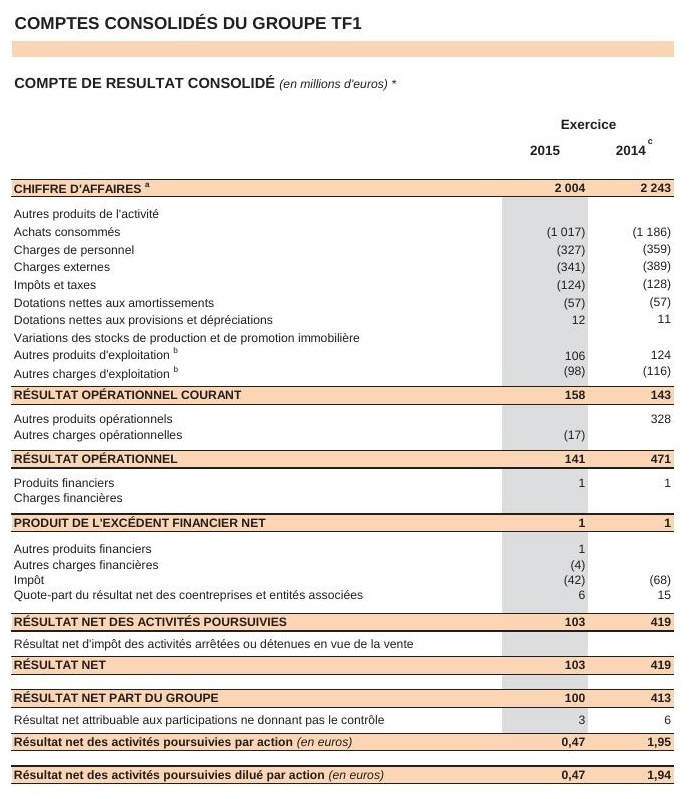 COMPTES CONSOLIDÉS DU GROUPE TF1
COMPTE DE RESULTAT CONSOLIDÉ (en millions d'euros) *
Exercice
2015 2014 c
CHIFFRE D'AFFAIRES a 2 004 2 243
Autres produits de l'activité
Achats consommés (1 017) (1 186)
Charges de personnel (327) (359)
Charges externes (341) (389)
Impôts et taxes (124) (128)
Dotations nettes aux amortissements (57) (57)
Dotations nettes aux provisions et dépréciations 12 11
Variations des stocks de production et de promotion immobilière
Autres produits d'exploitation b 106 124
Autres charges d'exploitation b (98) (116)
RÉSULTAT OPÉRATIONNEL COURANT 158 143
Autres produits opérationnels 328
Autres charges opérationnelles (17)
RÉSULTAT OPÉRATIONNEL 141 471
Produits financiers 1 1
Charges financières
PRODUIT DE L'EXCÉDENT FINANCIER NET 1 1
Autres produits financiers 1
Autres charges financières (4)
Impôt (42) (68)
Quote-part du résultat net des coentreprises et entités associées 6 15
RÉSULTAT NET DES ACTIVITÉS POURSUIVIES 103 419
Résultat net d'impôt des activités arrêtées ou détenues en vue de la vente
RÉSULTAT NET 103 419
RÉSULTAT NET PART DU GROUPE 100 413
Résultat net attribuable aux participations ne donnant pas le contrôle 3 6
Résultat net des activités poursuivies par action (en euros) 0,47 1,95
Résultat net des activités poursuivies dilué par action (en euros) 0,47 1,94